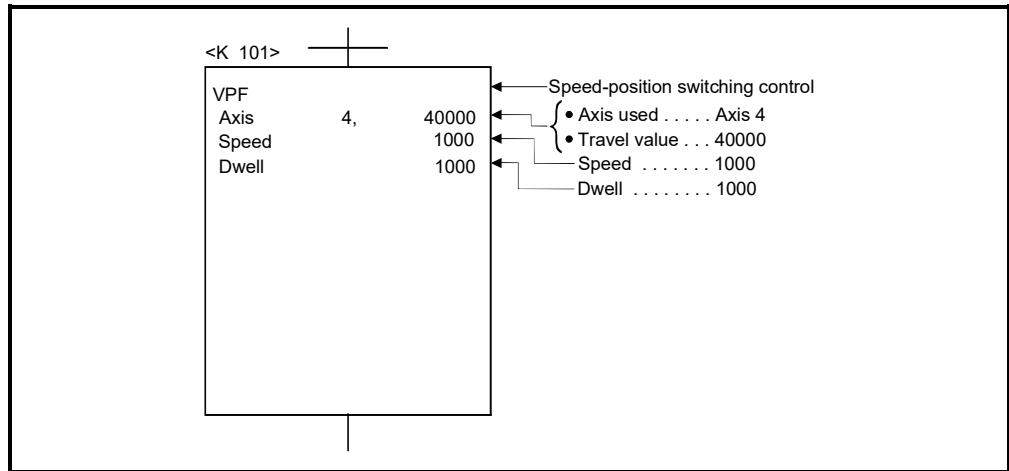 <K 101>
VPF Speed-position switching control
Axis 4, 40000 • Axis used . . . . . Axis 4
Speed 1000 • Travel value . . . 40000
Dwell 1000 Speed . . . . . . . 1000
Dwell . . . . . . . . 1000